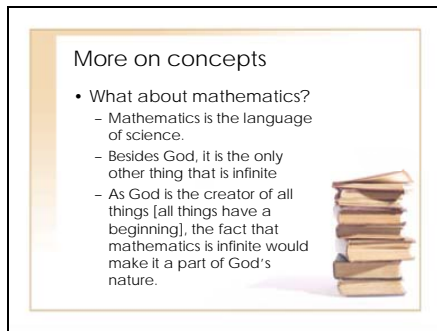 More on concepts
• What about mathematics?
– Mathematics is the language
of science.
– Besides God, it is the only
other thing that is infinite
– As God is the creator of all
things [all things have a
beginning], the fact that
mathematics is infinite would
make it a part of God's
nature.